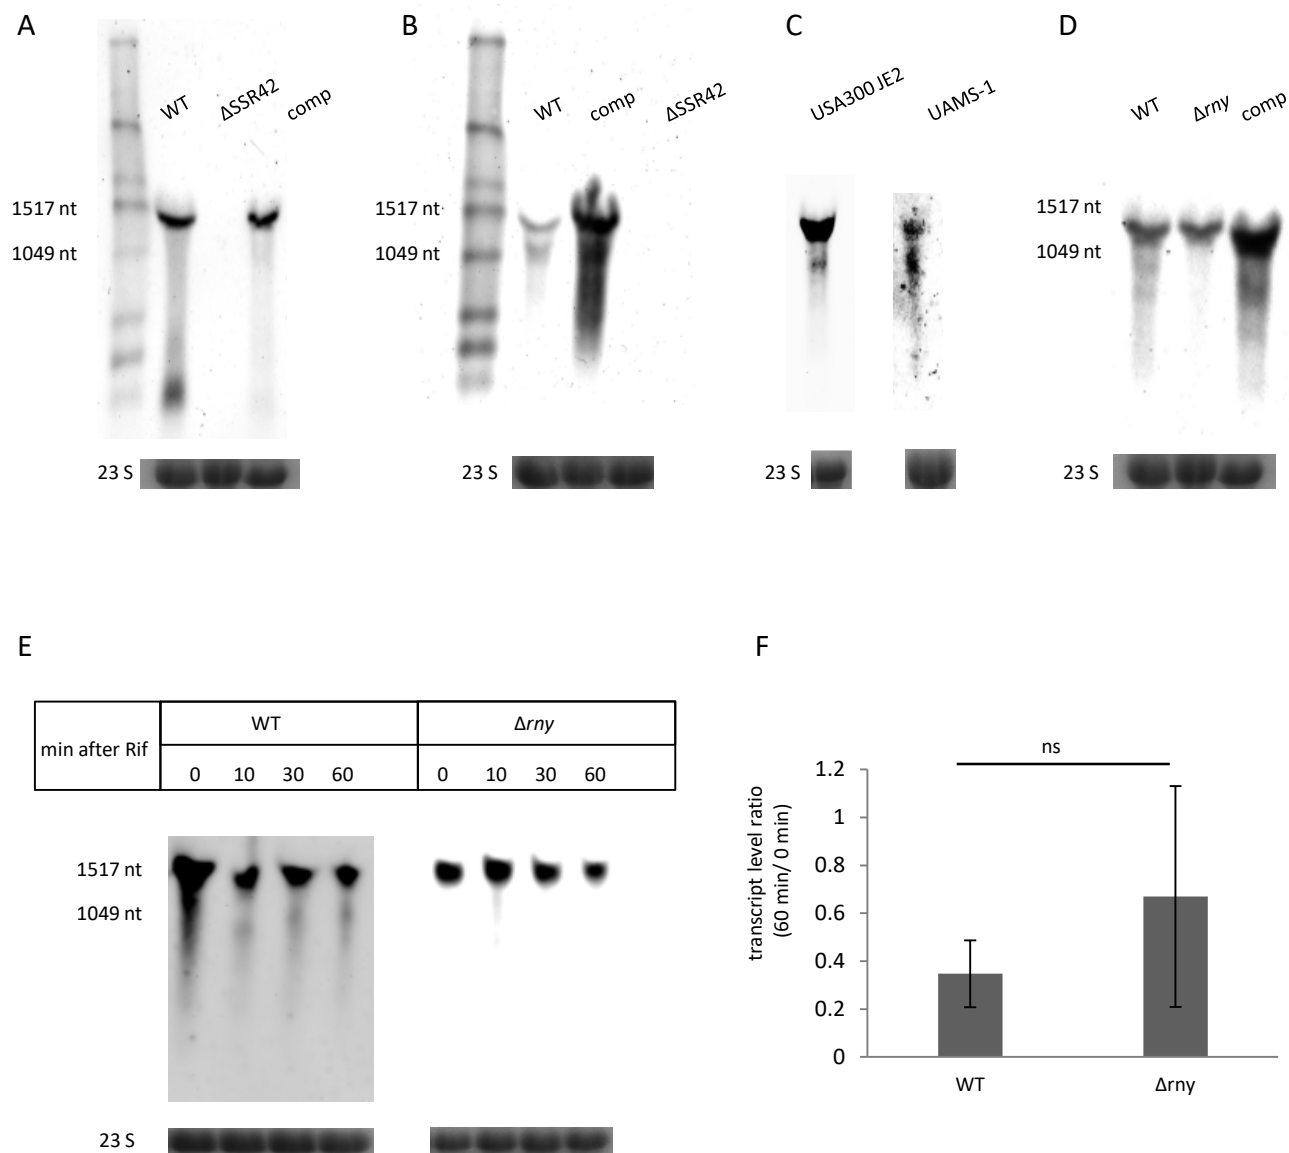 A
WT
ΔSSR42
comp
1517 nt
1049 nt
23 S
B
WT
comp
ΔSSR42
1517 nt
1049 nt
23 S
C
USA300 JE2
UAMS-1
23 S
D
WT
Δrny
comp
1517 nt
1049 nt
23 S
E
min after Rif
WT
Δrny
0 10 30 60
0 10 30 60
1517 nt
1049 nt
23 S
F
ns
transcript level ratio
(60 min/ 0 min)
1.2
1
0.8
0.6
0.4
0.2
0
WT
Δrny